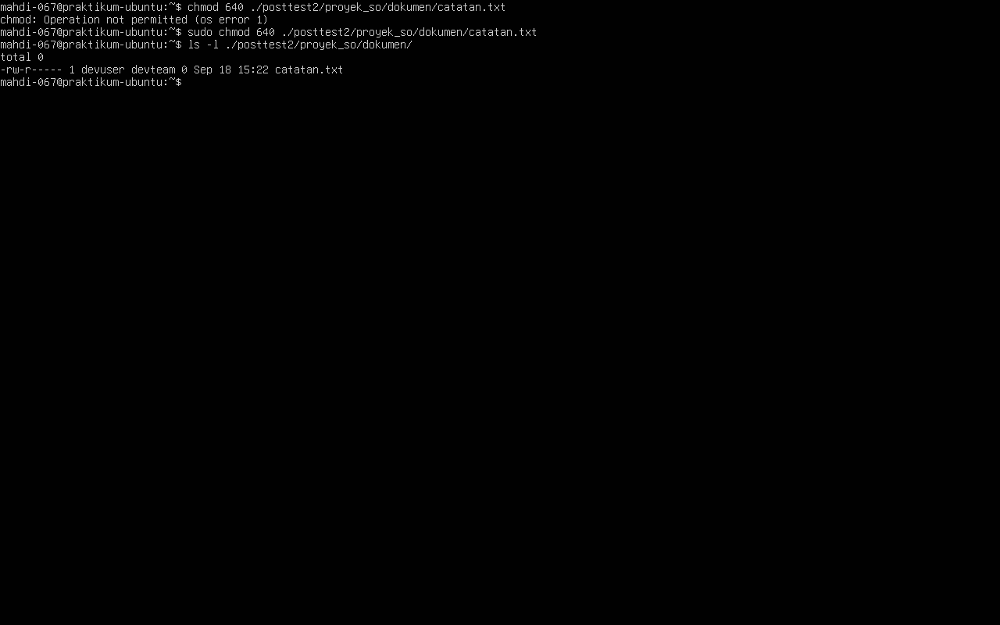 mahdi-067@praktikum-ubuntu:~$ chmod 640 ./posttest2/proyek_so/dokumen/catatan.txt
chmod: Operation not permitted (os error 1)
mahdi-067@praktikum-ubuntu:~$ sudo chmod 640 ./posttest2/proyek_so/dokumen/catatan.txt
mahdi-067@praktikum-ubuntu:~$ ls -l ./posttest2/proyek_so/dokumen/
total 0
-rw-r----- 1 devuser devteam 0 Sep 18 15:22 catatan.txt
mahdi-067@praktikum-ubuntu:~$